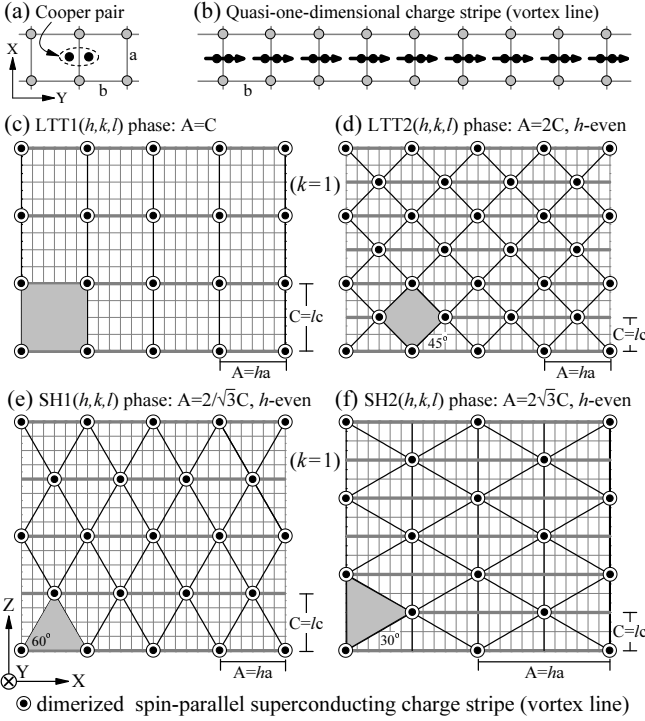 (a) Cooper pair
X
a
b
Y
(b) Quasi-one-dimensional charge stripe (vortex line)
b
(c) LTT1(h,k,l) phase: A=C
(k=1)
C=lc
A=ha
(d) LTT2(h,k,l) phase: A=2C, h-even
45°
C=lc
A=ha
(e) SH1(h,k,l) phase: A=2/√3C, h-even
(k=1)
60°
C=lc
A=ha
Z
Y
X
(f) SH2(h,k,l) phase: A=2√3C, h-even
30°
C=lc
A=ha
dimerized spin-parallel superconducting charge stripe (vortex line)